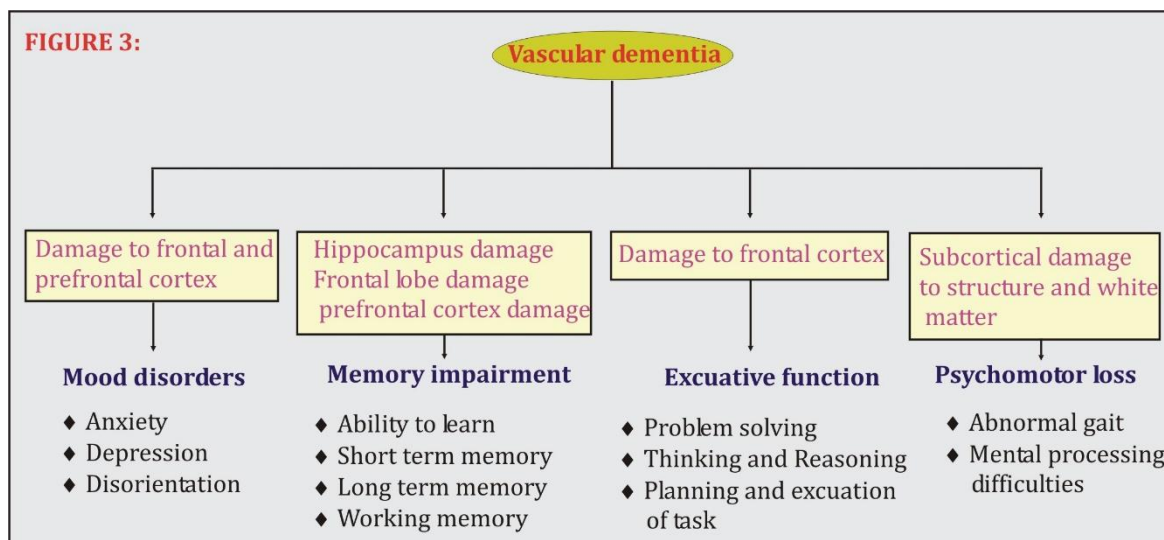 FIGURE 3:
Vascular dementia
Damage to frontal and
prefrontal cortex
Mood disorders
♦ Anxiety
♦ Depression
♦ Disorientation
Hippocampus damage
Frontal lobe damage
prefrontal cortex damage
Memory impairment
♦ Ability to learn
♦ Short term memory
♦ Long term memory
♦ Working memory
Damage to frontal cortex
Excuative function
♦ Problem solving
♦ Thinking and Reasoning
♦ Planning and excuation
of task
Subcortical damage
to structure and white
matter
Psychomotor loss
♦ Abnormal gait
♦ Mental processing
difficulties